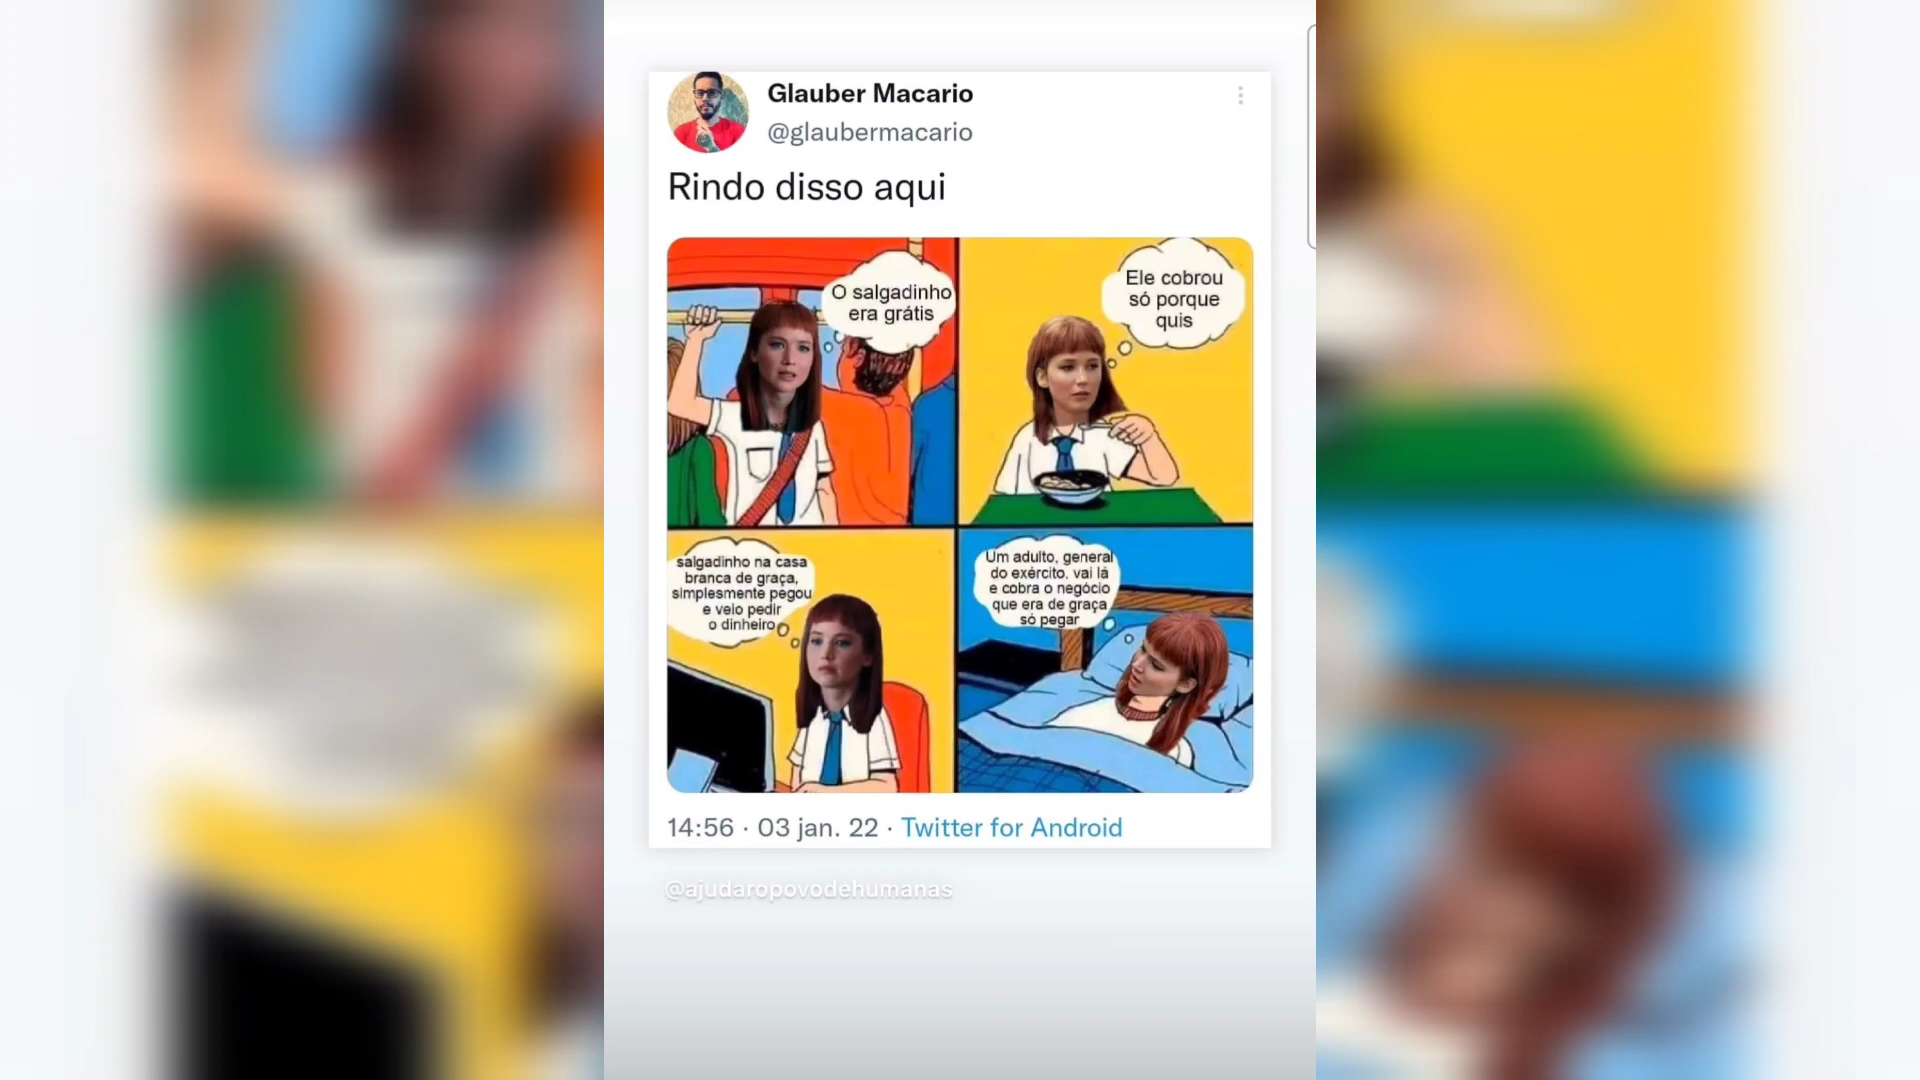 Glauber Macario
@glaubermacario
Rindo disso aqui
O salgadinho
era grátis
Ele cobrou
só porque
quis
salgadinho na casa
branca de graça,
simplesmente pegou
e veio pedir
o dinheiro
Um adulto, general
do exército, vai lá
e cobra o negócio
que era de graça
só pegar
14:56 · 03 jan. 22 · Twitter for Android
@ajudaropovodehumanas